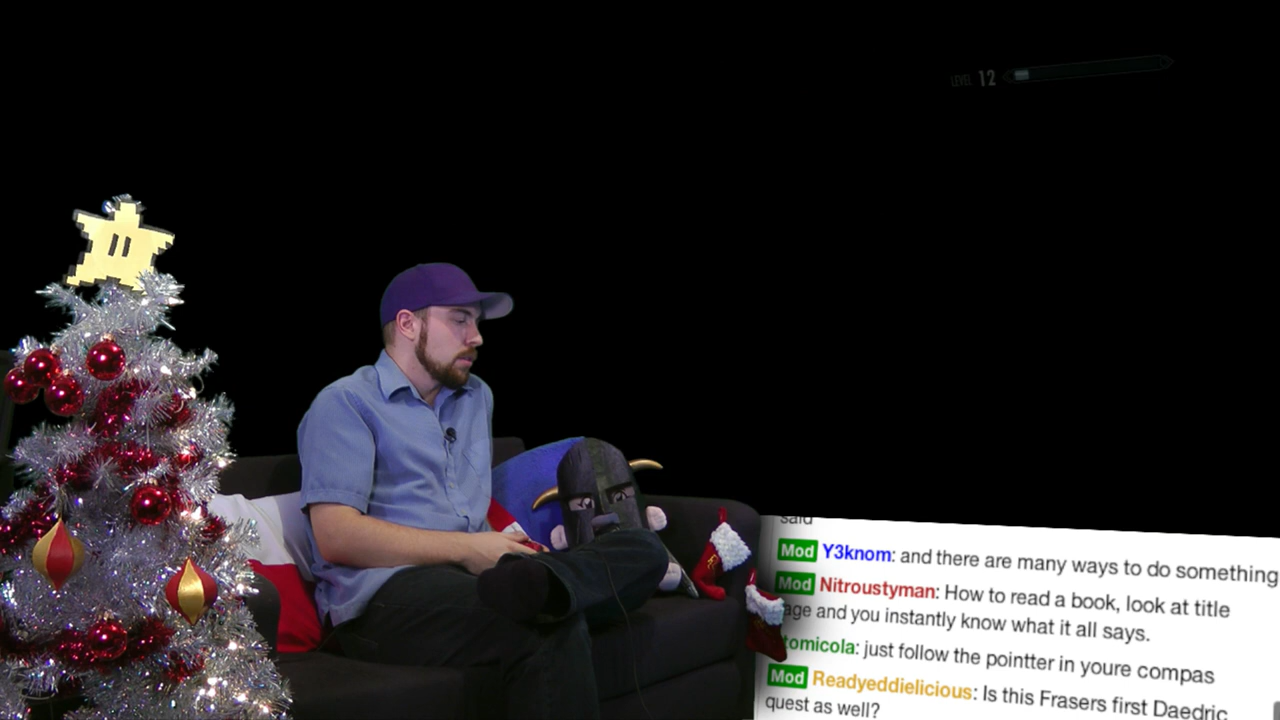 LEVEL 12
said
Mod Y3knom: and there are many ways to do something
Mod Nitroustyman: How to read a book, look at title
age and you instantly know what it all says.
tomicola: just follow the pointter in youre compas
Mod Readyeddielicious: Is this Frasers first Daedric
quest as well?